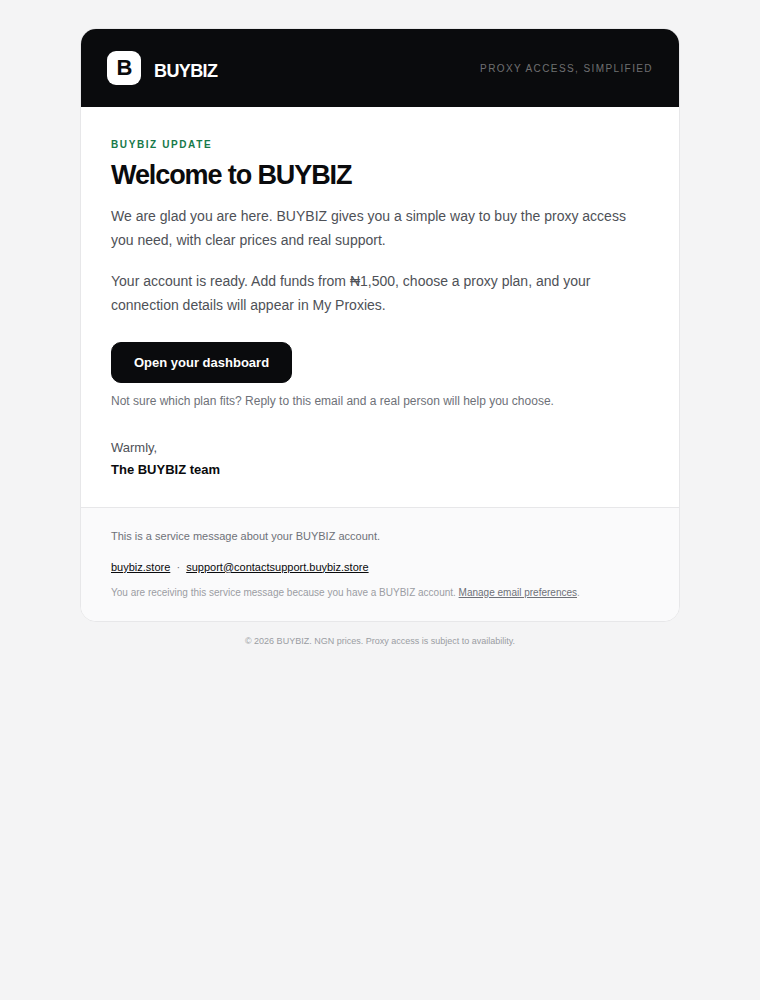 B BUYBIZ
PROXY ACCESS, SIMPLIFIED
BUYBIZ UPDATE
Welcome to BUYBIZ
We are glad you are here. BUYBIZ gives you a simple way to buy the proxy access
you need, with clear prices and real support.
Your account is ready. Add funds from ₦1,500, choose a proxy plan, and your
connection details will appear in My Proxies.
Open your dashboard
Not sure which plan fits? Reply to this email and a real person will help you choose.
Warmly,
The BUYBIZ team
This is a service message about your BUYBIZ account.
buybiz.store · support@contactsupport.buybiz.store
You are receiving this service message because you have a BUYBIZ account. Manage email preferences.
© 2026 BUYBIZ. NGN prices. Proxy access is subject to availability.